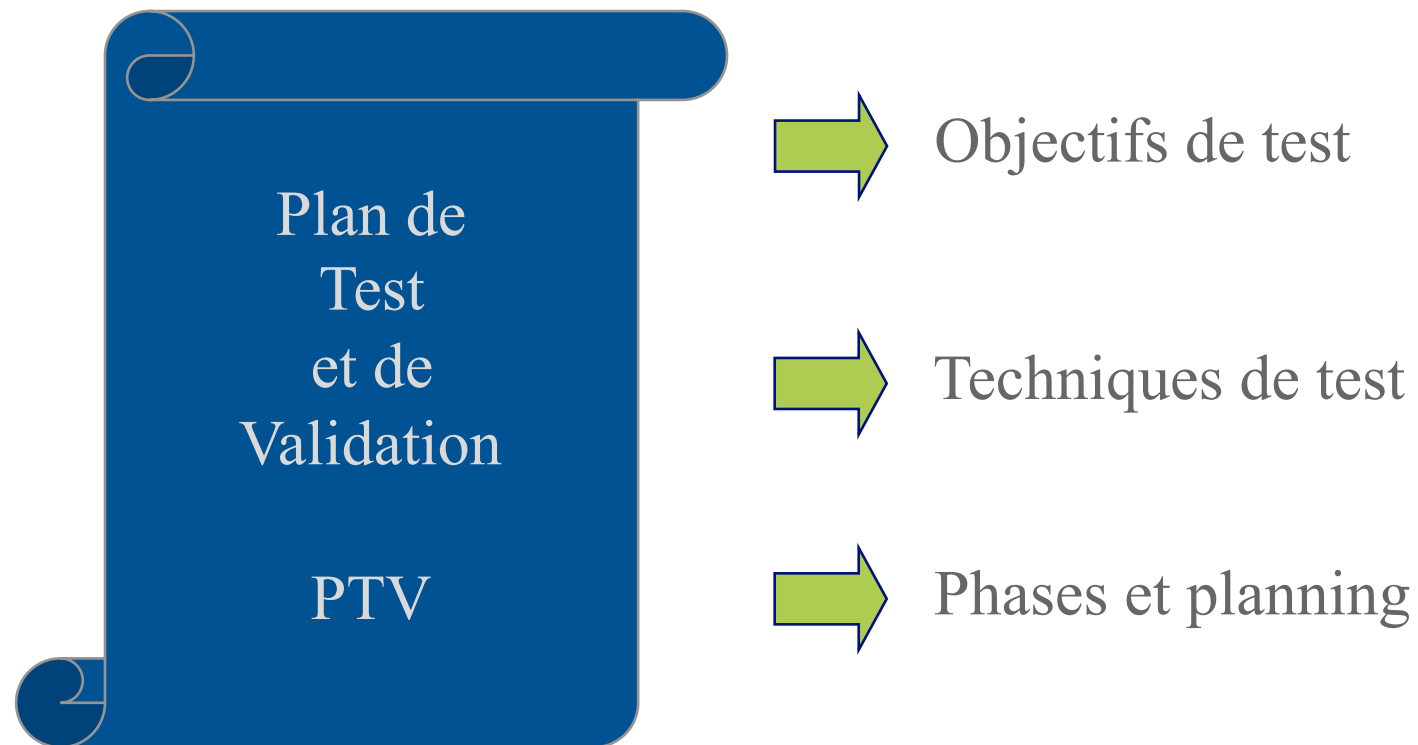 Plan de
Test
et de
Validation
PTV
Objectifs de test
Techniques de test
Phases et planning